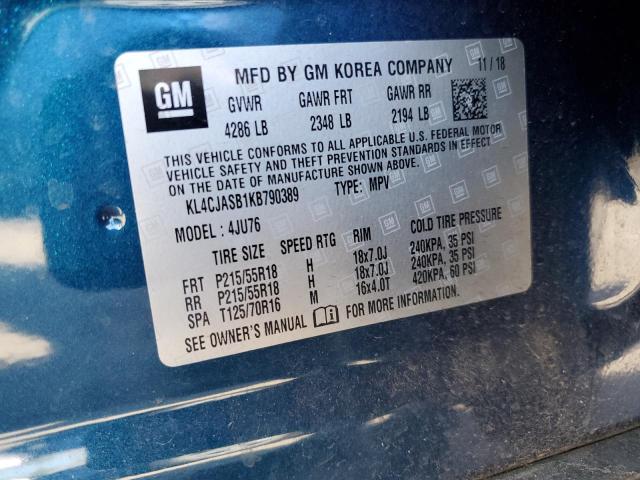 GM
MFD BY GM KOREA COMPANY 11/18
GVWR GAWR FRT GAWR RR
4286 LB 2348 LB 2194 LB
THIS VEHICLE CONFORMS TO ALL APPLICABLE U.S. FEDERAL MOTOR
VEHICLE SAFETY AND THEFT PREVENTION STANDARDS IN EFFECT
ON THE DATE OF MANUFACTURE SHOWN ABOVE.
KL4CJASB1KB790389 TYPE: MPV
MODEL: 4JU76
TIRE SIZE SPEED RTG RIM COLD TIRE PRESSURE
FRT P215/55R18 H 18x7.0J 240KPA, 35 PSI
RR P215/55R18 H 18x7.0J 240KPA, 35 PSI
SPA T125/70R16 M 16x4.0T 420KPA, 60 PSI
SEE OWNER'S MANUAL FOR MORE INFORMATION.